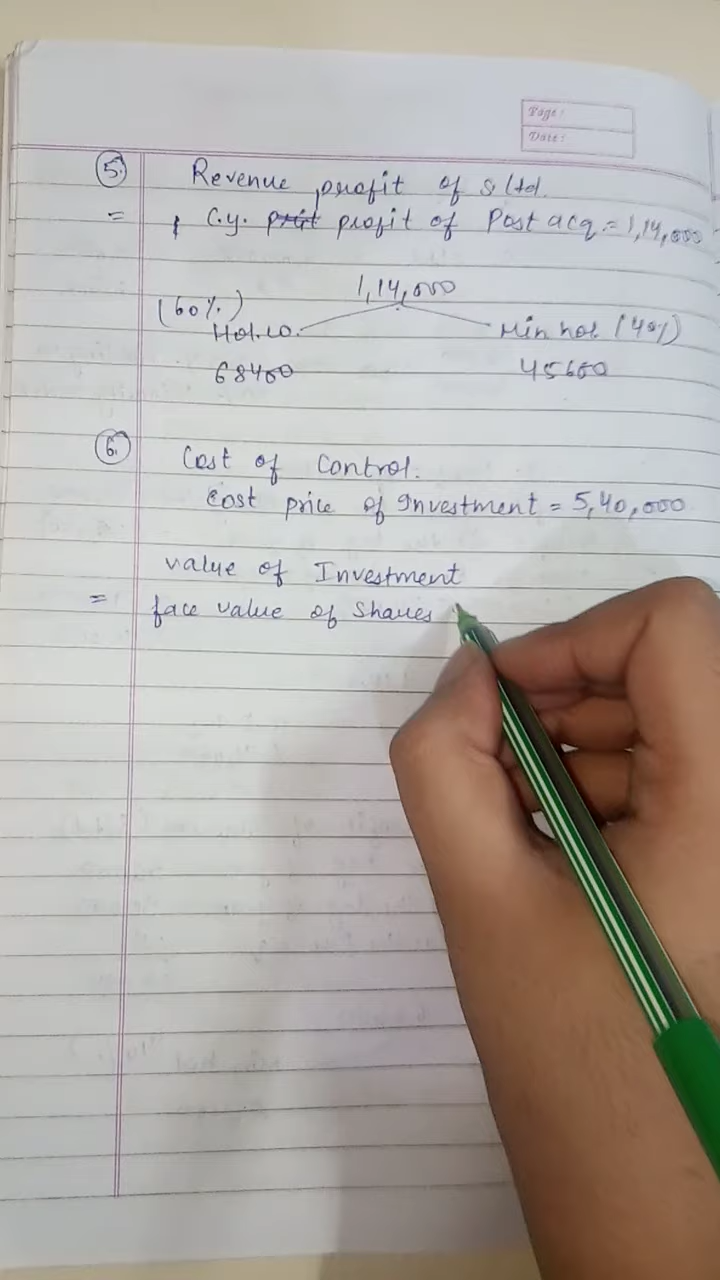 Page:
Date:
5. Revenue profit of S Ltd.
= C.y. profit of Post acq. = 1,14,000
1,14,000
(60%)
Hol.co. Min hol (40%)
68400 45600
6. Cost of Control.
Cost price of Investment = 5,40,000
value of Investment
= face value of Shares